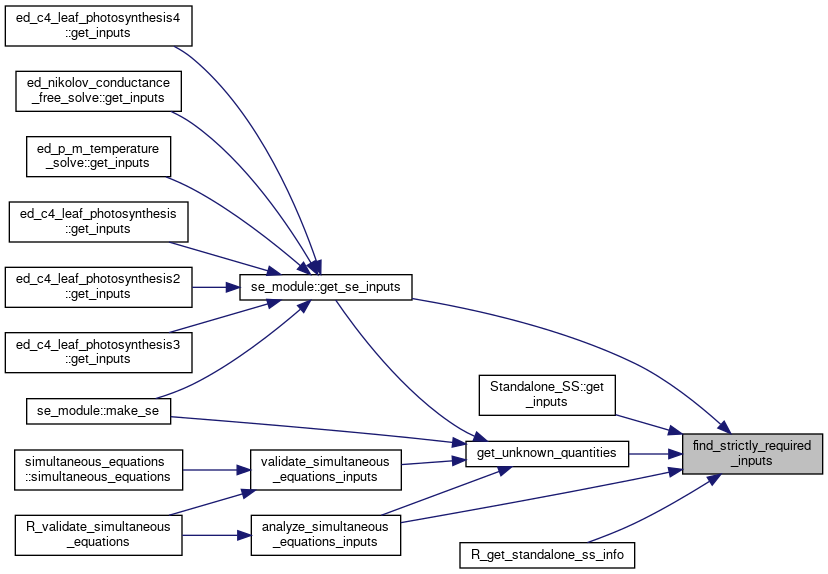 ed_c4_leaf_photosynthesis4
::get_inputs
ed_nikolov_conductance
_free_solve::get_inputs
ed_p_m_temperature
_solve::get_inputs
ed_c4_leaf_photosynthesis
::get_inputs
ed_c4_leaf_photosynthesis2
::get_inputs
ed_c4_leaf_photosynthesis3
::get_inputs
se_module::make_se
simultaneous_equations
::simultaneous_equations
R_validate_simultaneous
_equations
se_module::get_se_inputs
validate_simultaneous
_equations_inputs
analyze_simultaneous
_equations_inputs
Standalone_SS::get
_inputs
get_unknown_quantities
R_get_standalone_ss_info
find_strictly_required
_inputs